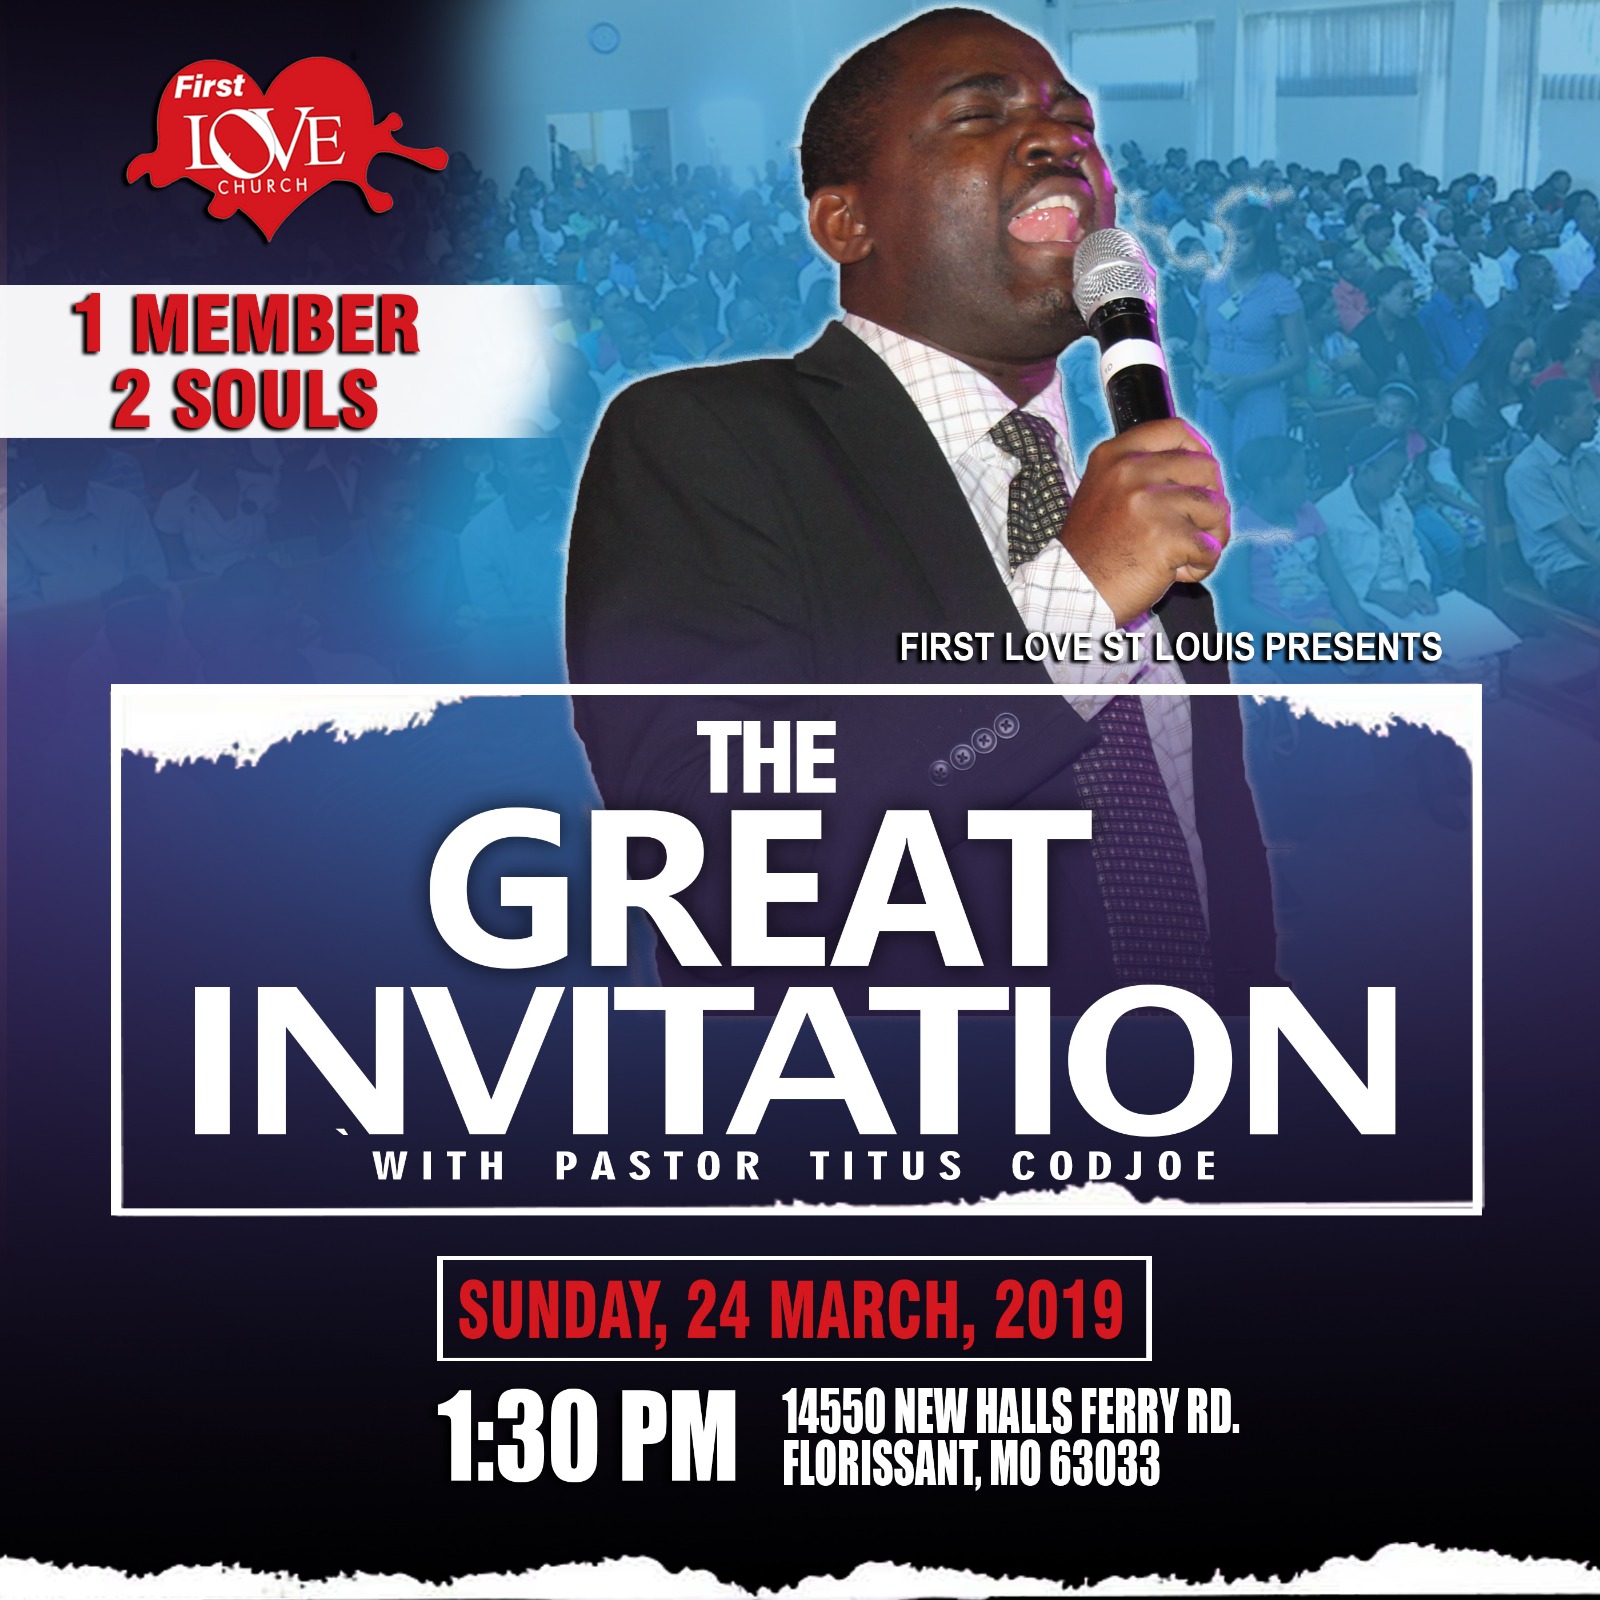 First
LOVE
CHURCH
1 MEMBER
2 SOULS
FIRST LOVE ST LOUIS PRESENTS
THE
GREAT
INVITATION
WITH PASTOR TITUS CODJOE
SUNDAY, 24 MARCH, 2019
1:30 PM
14550 NEW HALLS FERRY RD.
FLORISSANT, MO 63033